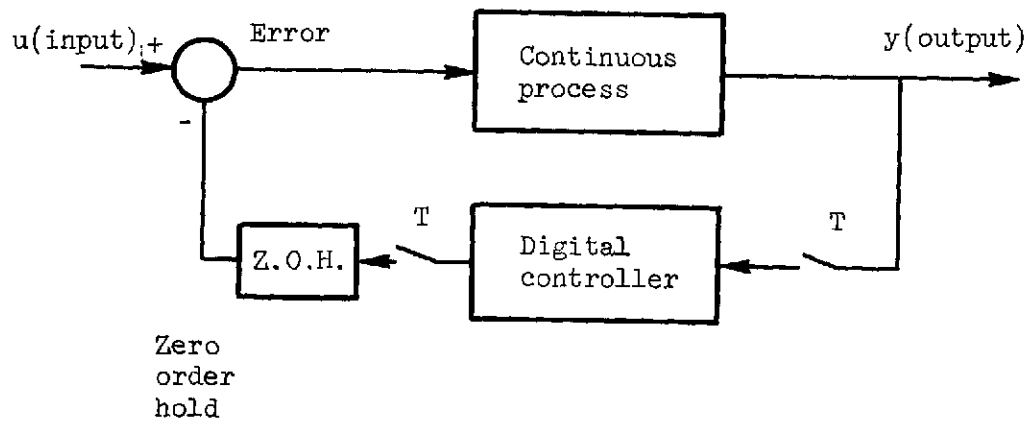 u(input) +
Error
Continuous
process
y(output)
-
T
T
Z.O.H.
Digital
controller
Zero
order
hold